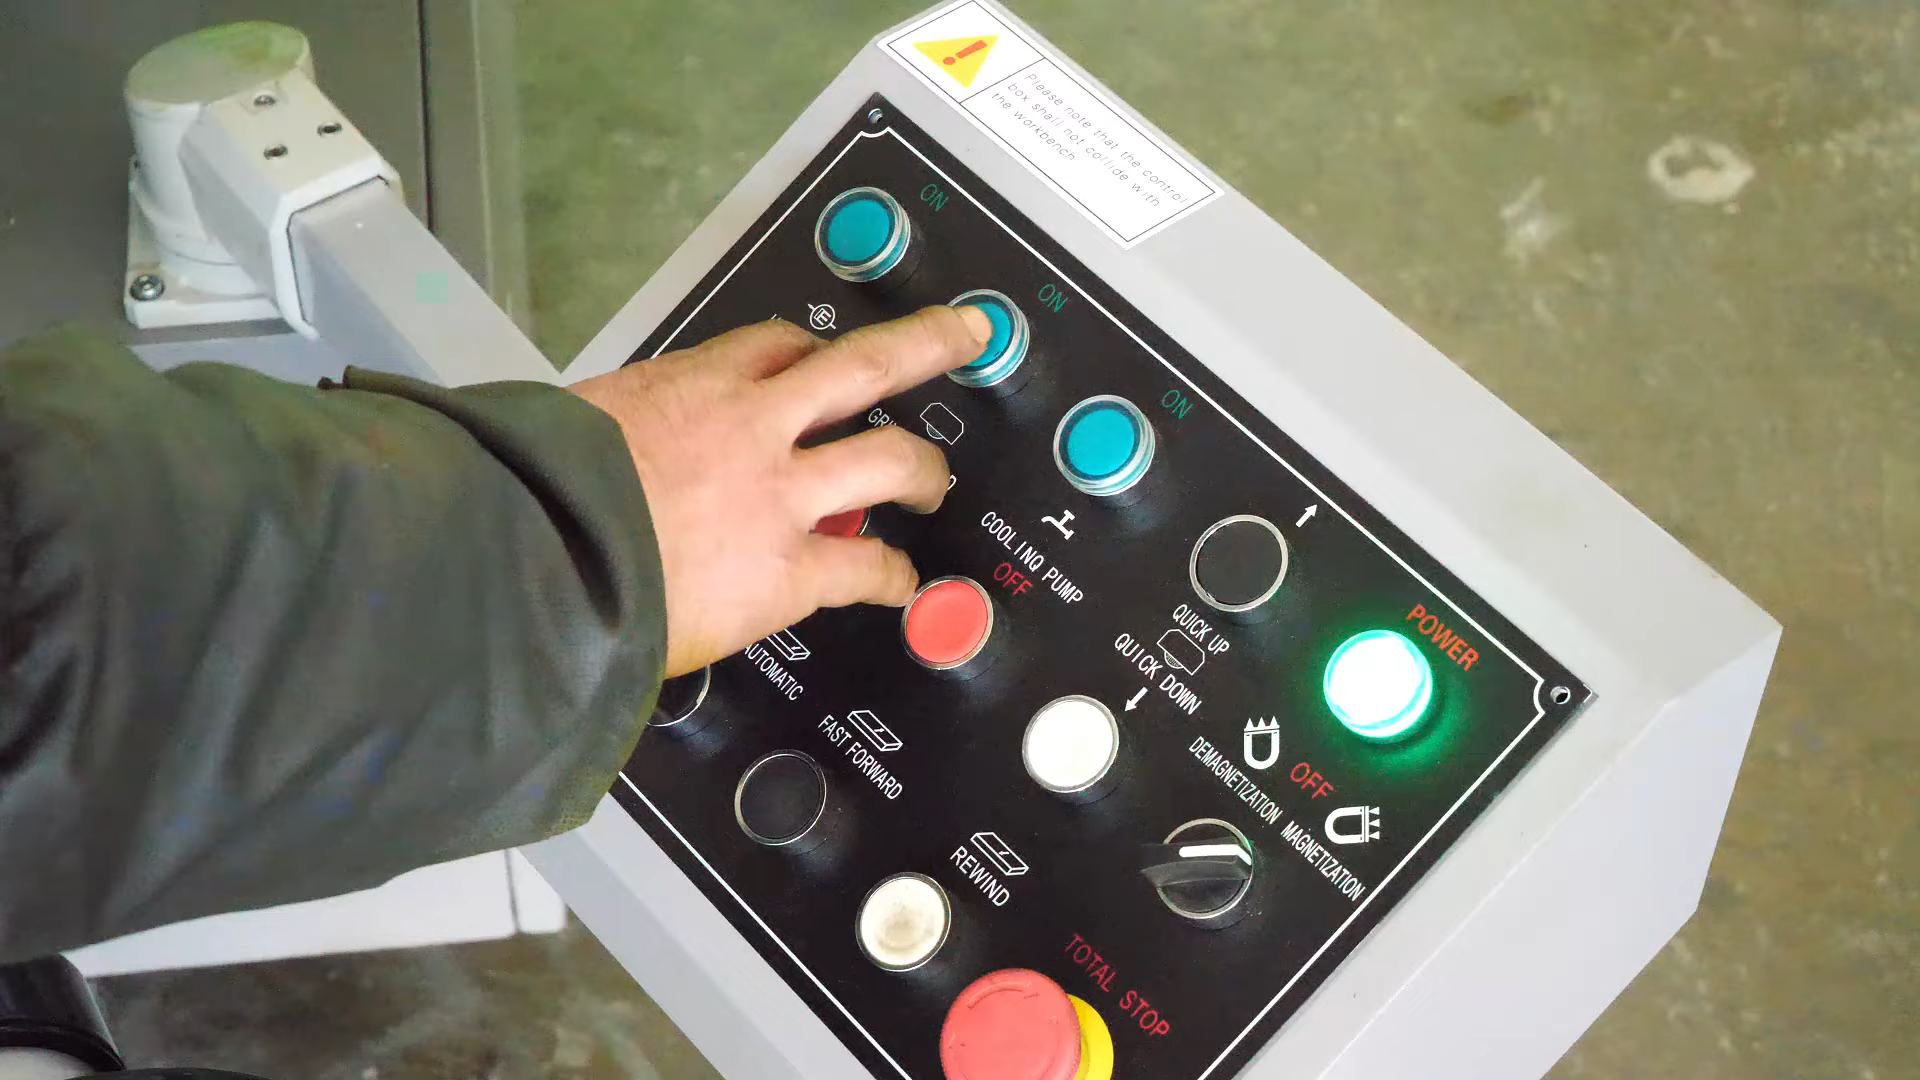 Please note that the control
box shall not collide with
the workbench
ON
ON
ON
COOLINQ PUMP
OFF
QUICK UP
QUICK DOWN
POWER
AUTOMATIC
FAST FORWARD
DEMAGNETIZATION
OFF
MAGNETIZATION
REWIND
TOTAL STOP